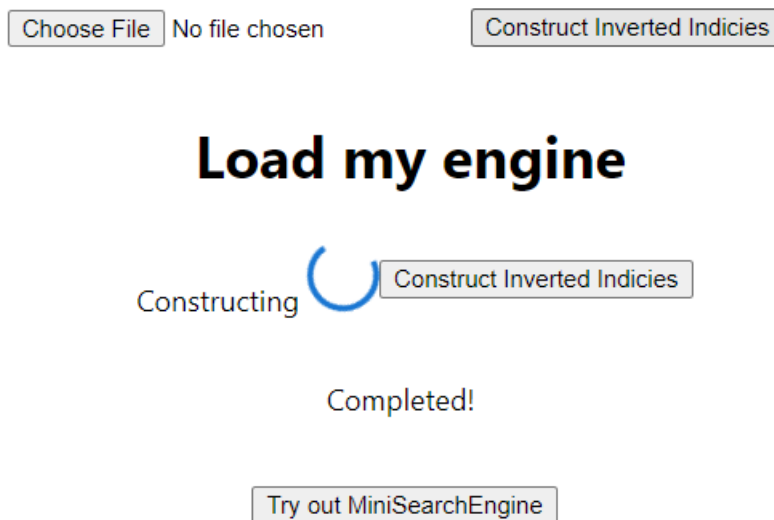 Choose File No file chosen Construct Inverted Indicies
Load my engine
Constructing Construct Inverted Indicies
Completed!
Try out MiniSearchEngine